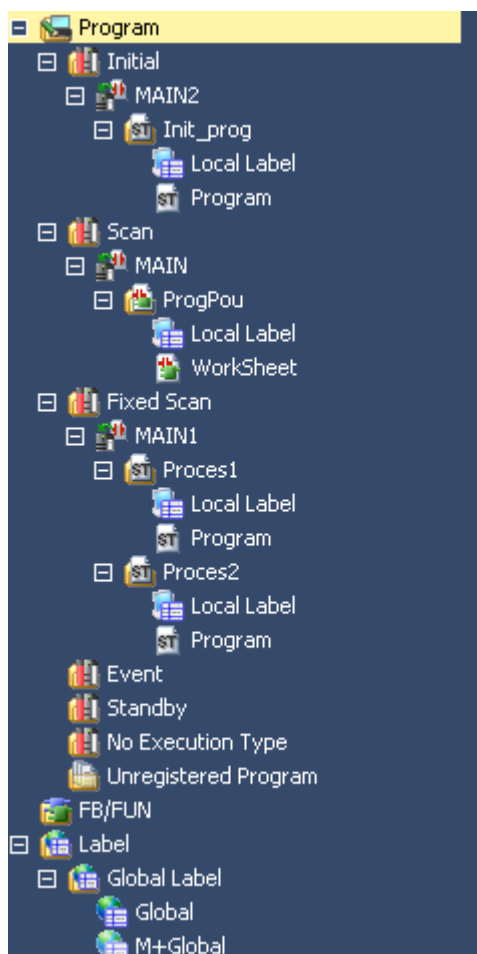 Program
Initial
MAIN2
Init_prog
Local Label
Program
Scan
MAIN
ProgPou
Local Label
WorkSheet
Fixed Scan
MAIN1
Proces1
Local Label
Program
Proces2
Local Label
Program
Event
Standby
No Execution Type
Unregistered Program
FB/FUN
Label
Global Label
Global
M+Global